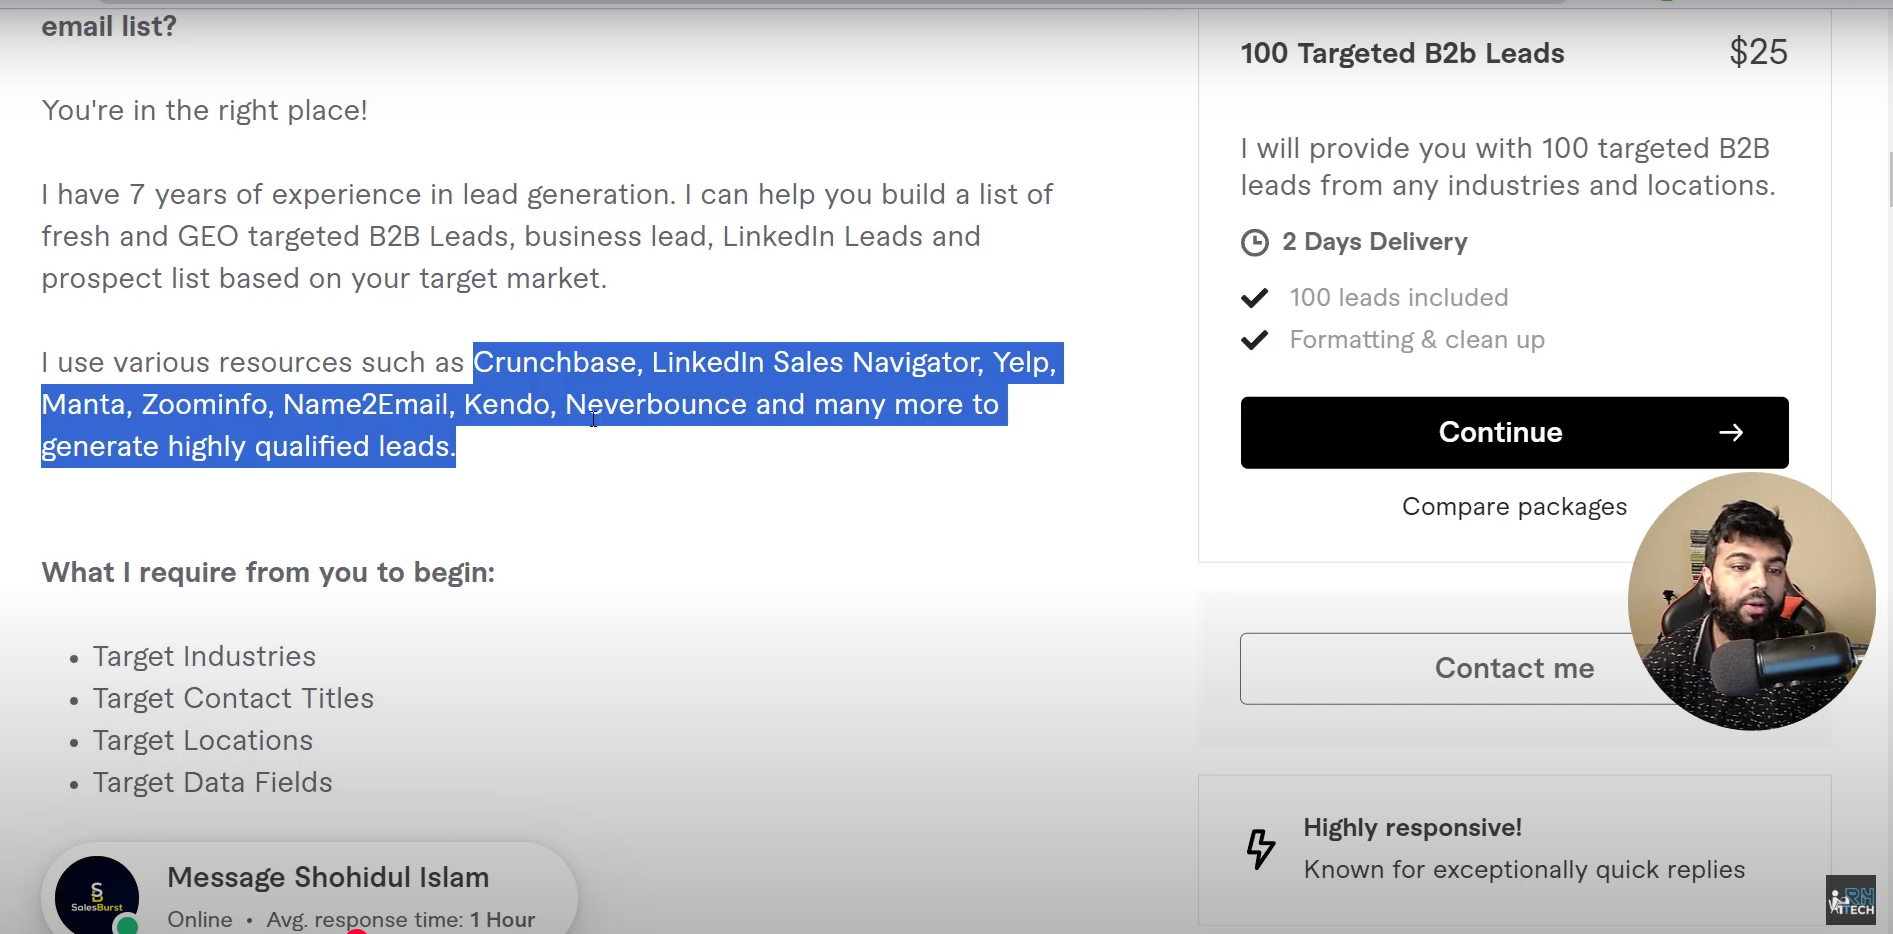 email list?
You're in the right place!
I have 7 years of experience in lead generation. I can help you build a list of
fresh and GEO targeted B2B Leads, business lead, LinkedIn Leads and
prospect list based on your target market.
I use various resources such as Crunchbase, LinkedIn Sales Navigator, Yelp,
Manta, Zoominfo, Name2Email, Kendo, Neverbounce and many more to
generate highly qualified leads.
What I require from you to begin:
• Target Industries
• Target Contact Titles
• Target Locations
• Target Data Fields
SB
SalesBurst
Message Shohidul Islam
Online • Avg. response time: 1 Hour
100 Targeted B2b Leads $25
I will provide you with 100 targeted B2B
leads from any industries and locations.
2 Days Delivery
100 leads included
Formatting & clean up
Continue
Compare packages
Contact me
Highly responsive!
Known for exceptionally quick replies
RH
TECH